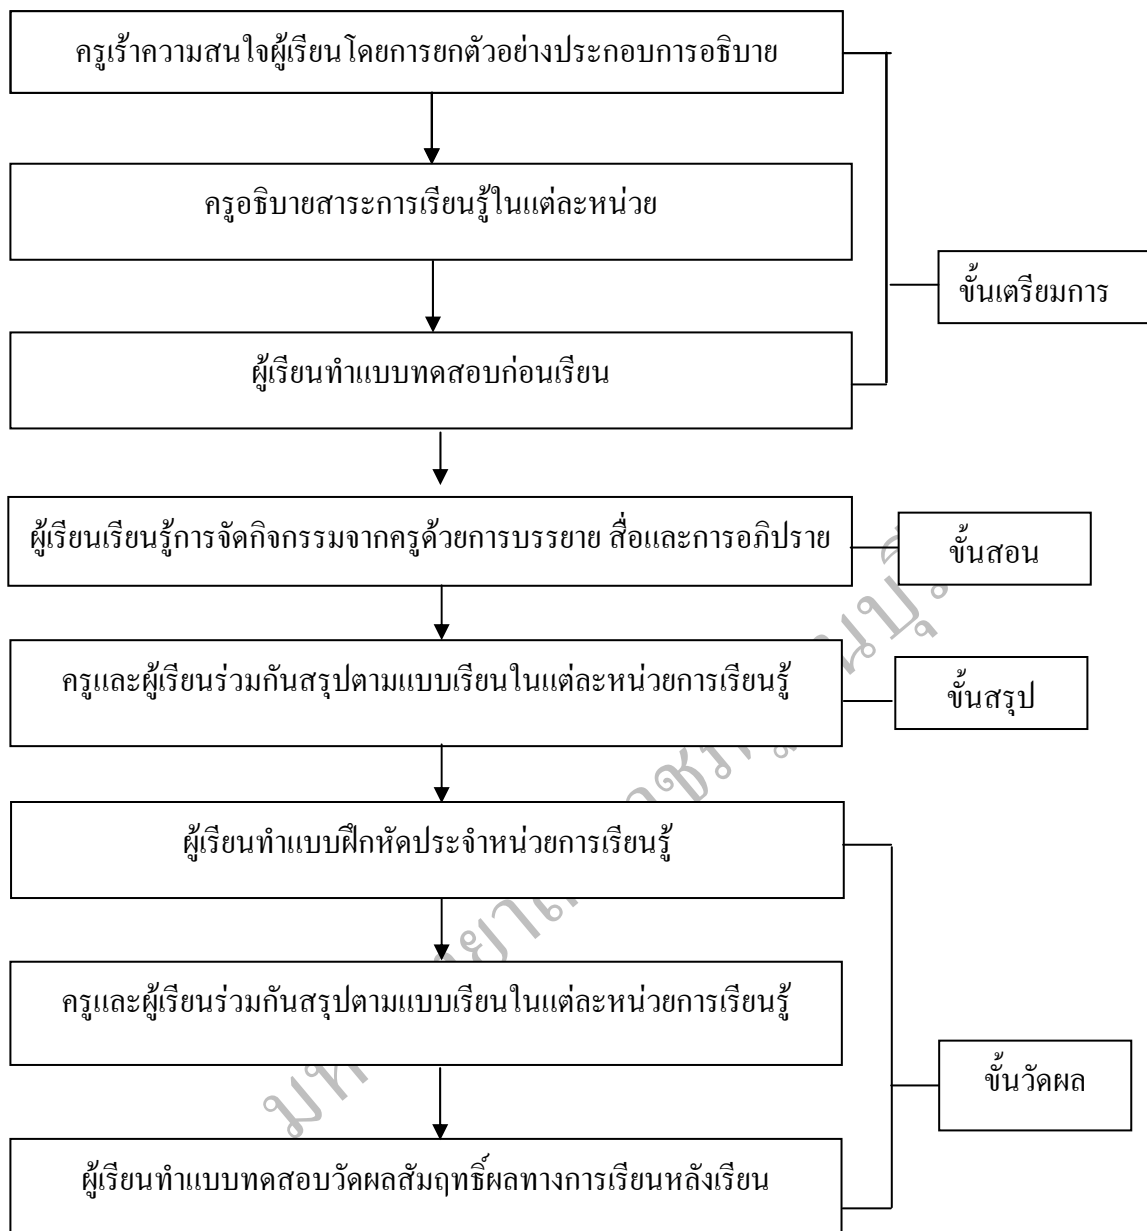 ครูเร้าความสนใจผู้เรียนโดยการยกตัวอย่างประกอบการอธิบาย
ครูอธิบายสาระการเรียนรู้ในแต่ละหน่วย
ขั้นเตรียมการ
ผู้เรียนทำแบบทดสอบก่อนเรียน
ผู้เรียนเรียนรู้การจัดกิจกรรมจากครูด้วยการบรรยาย สื่อและการอภิปราย
ขั้นสอน
ครูและผู้เรียนร่วมกันสรุปตามแบบเรียนในแต่ละหน่วยการเรียนรู้
ขั้นสรุป
ผู้เรียนทำแบบฝึกหัดประจำหน่วยการเรียนรู้
ครูและผู้เรียนร่วมกันสรุปตามแบบเรียนในแต่ละหน่วยการเรียนรู้
ขั้นวัดผล
ผู้เรียนทำแบบทดสอบวัดผลสัมฤทธิ์ผลทางการเรียนหลังเรียน